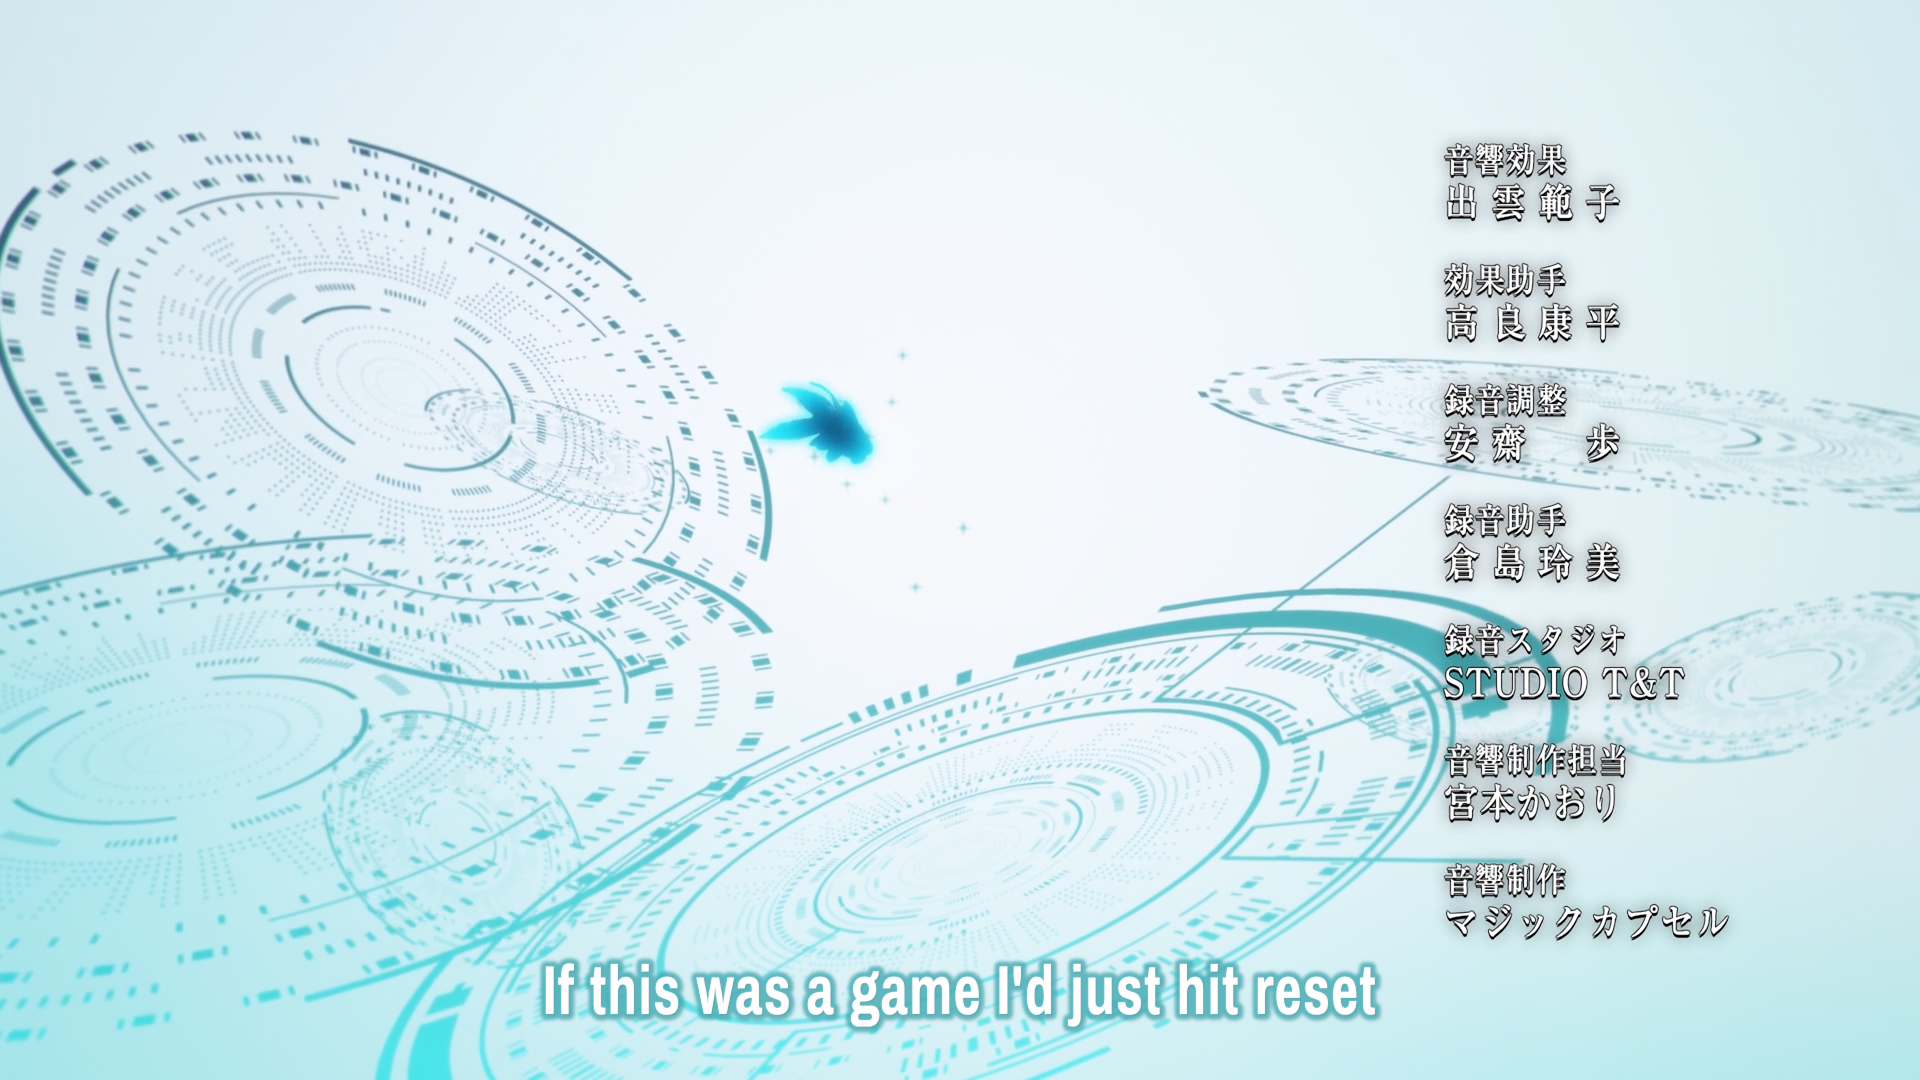 音響効果
出雲範子
効果助手
高良康平
録音調整
安齋 歩
録音助手
倉島玲美
録音スタジオ
STUDIO T&T
音響制作担当
宮本かおり
音響制作
マジックカプセル
If this was a game I'd just hit reset